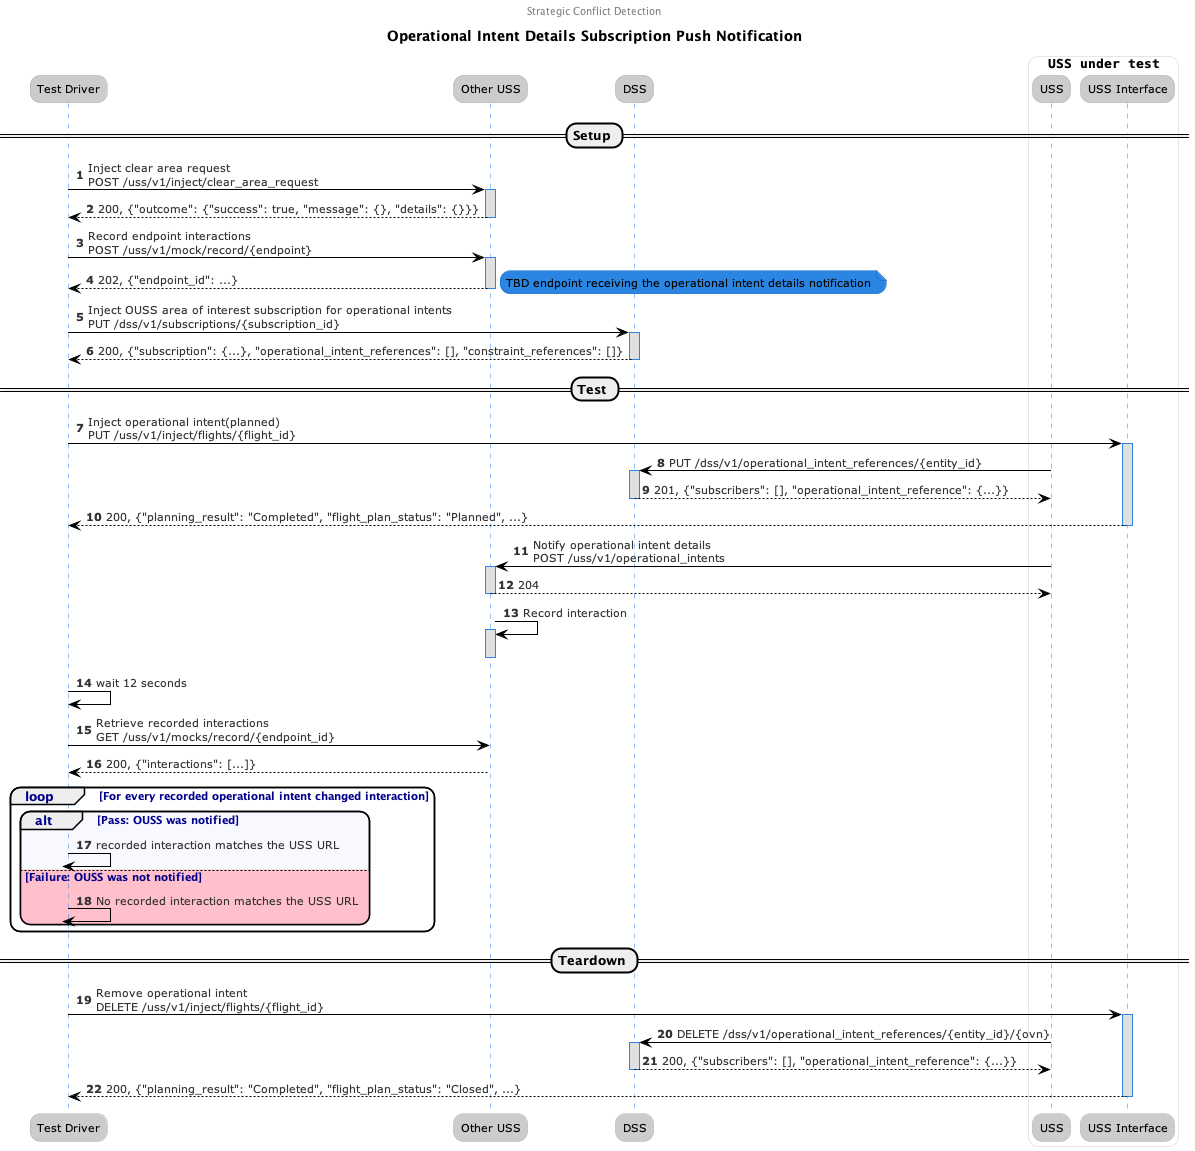 Strategic Conflict Detection
Operational Intent Details Subscription Push Notification
USS under test
Test Driver
Other USS
DSS
USS
USS Interface
Setup
1 Inject clear area request
POST /uss/v1/inject/clear_area_request
2 200, {"outcome": {"success": true, "message": {}, "details": {}}}
3 Record endpoint interactions
POST /uss/v1/mock/record/{endpoint}
4 202, {"endpoint_id": ...}
TBD endpoint receiving the operational intent details notification
5 Inject OUSS area of interest subscription for operational intents
PUT /dss/v1/subscriptions/{subscription_id}
6 200, {"subscription": {...}, "operational_intent_references": [], "constraint_references": []}
Test
7 Inject operational intent(planned)
PUT /uss/v1/inject/flights/{flight_id}
8 PUT /dss/v1/operational_intent_references/{entity_id}
9 201, {"subscribers": [], "operational_intent_reference": {...}}
10 200, {"planning_result": "Completed", "flight_plan_status": "Planned", ...}
11 Notify operational intent details
POST /uss/v1/operational_intents
12 204
13 Record interaction
14 wait 12 seconds
15 Retrieve recorded interactions
GET /uss/v1/mocks/record/{endpoint_id}
16 200, {"interactions": [...]}
loop [For every recorded operational intent changed interaction]
alt [Pass: OUSS was notified]
17 recorded interaction matches the USS URL
[Failure: OUSS was not notified]
18 No recorded interaction matches the USS URL
Teardown
19 Remove operational intent
DELETE /uss/v1/inject/flights/{flight_id}
20 DELETE /dss/v1/operational_intent_references/{entity_id}/{ovn}
21 200, {"subscribers": [], "operational_intent_reference": {...}}
22 200, {"planning_result": "Completed", "flight_plan_status": "Closed", ...}
Test Driver
Other USS
DSS
USS
USS Interface